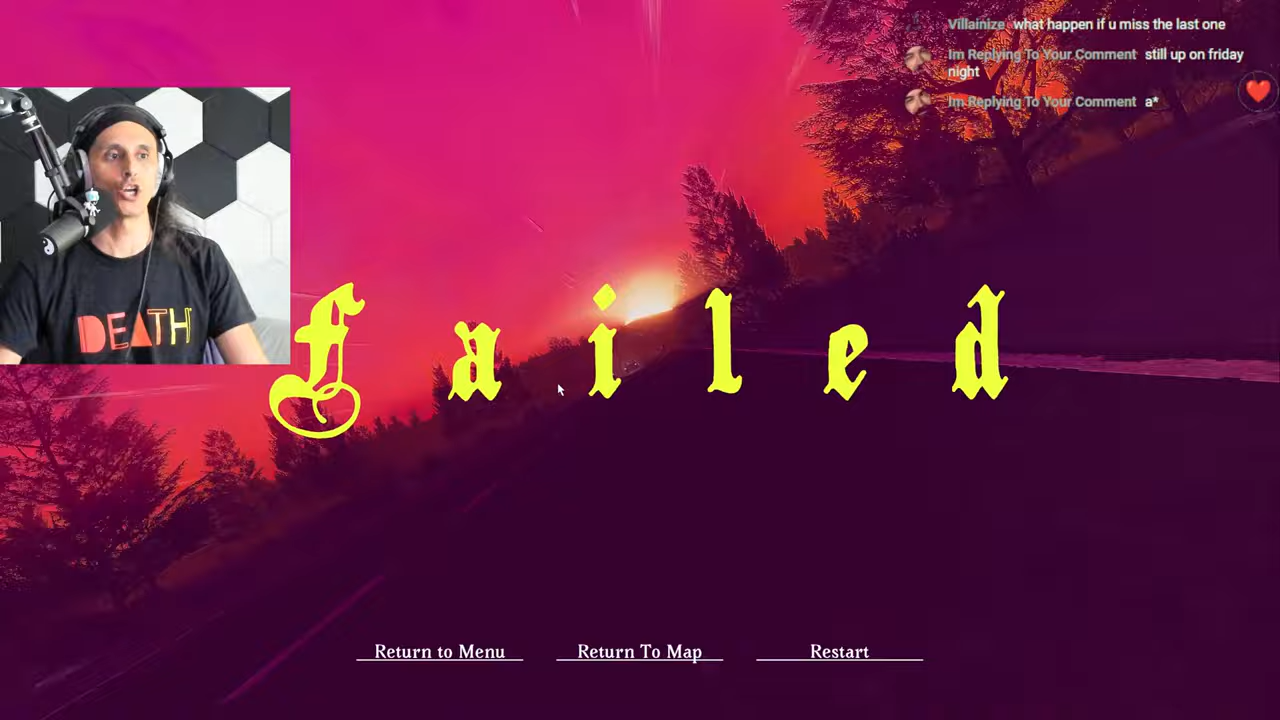 Villainize what happen if u miss the last one
Im Replying To Your Comment still up on friday
night
Im Replying To Your Comment a*
DEATH
Failed
Return to Menu
Return To Map
Restart